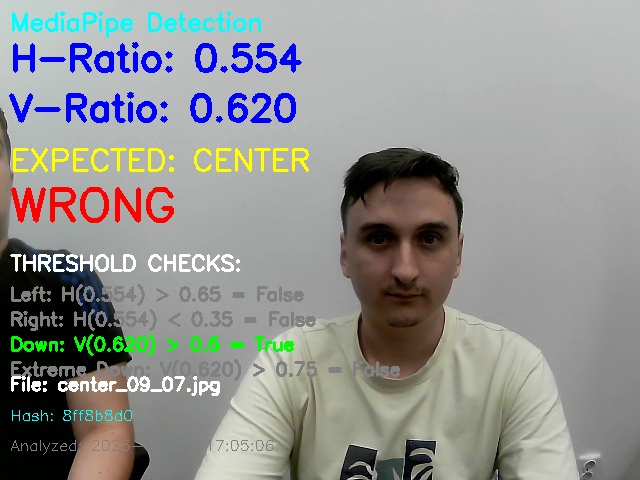 MediaPipe Detection
H-Ratio: 0.554
V-Ratio: 0.620
EXPECTED: CENTER
WRONG
THRESHOLD CHECKS:
Left: H(0.554) > 0.65 = False
Right: H(0.554) < 0.35 = False
Down: V(0.620) > 0.6 = True
Extreme Down: V(0.620) > 0.75 = False
File: center_09_07.jpg
Hash: 8ff8b8d0
Analyzed: 17:05:06